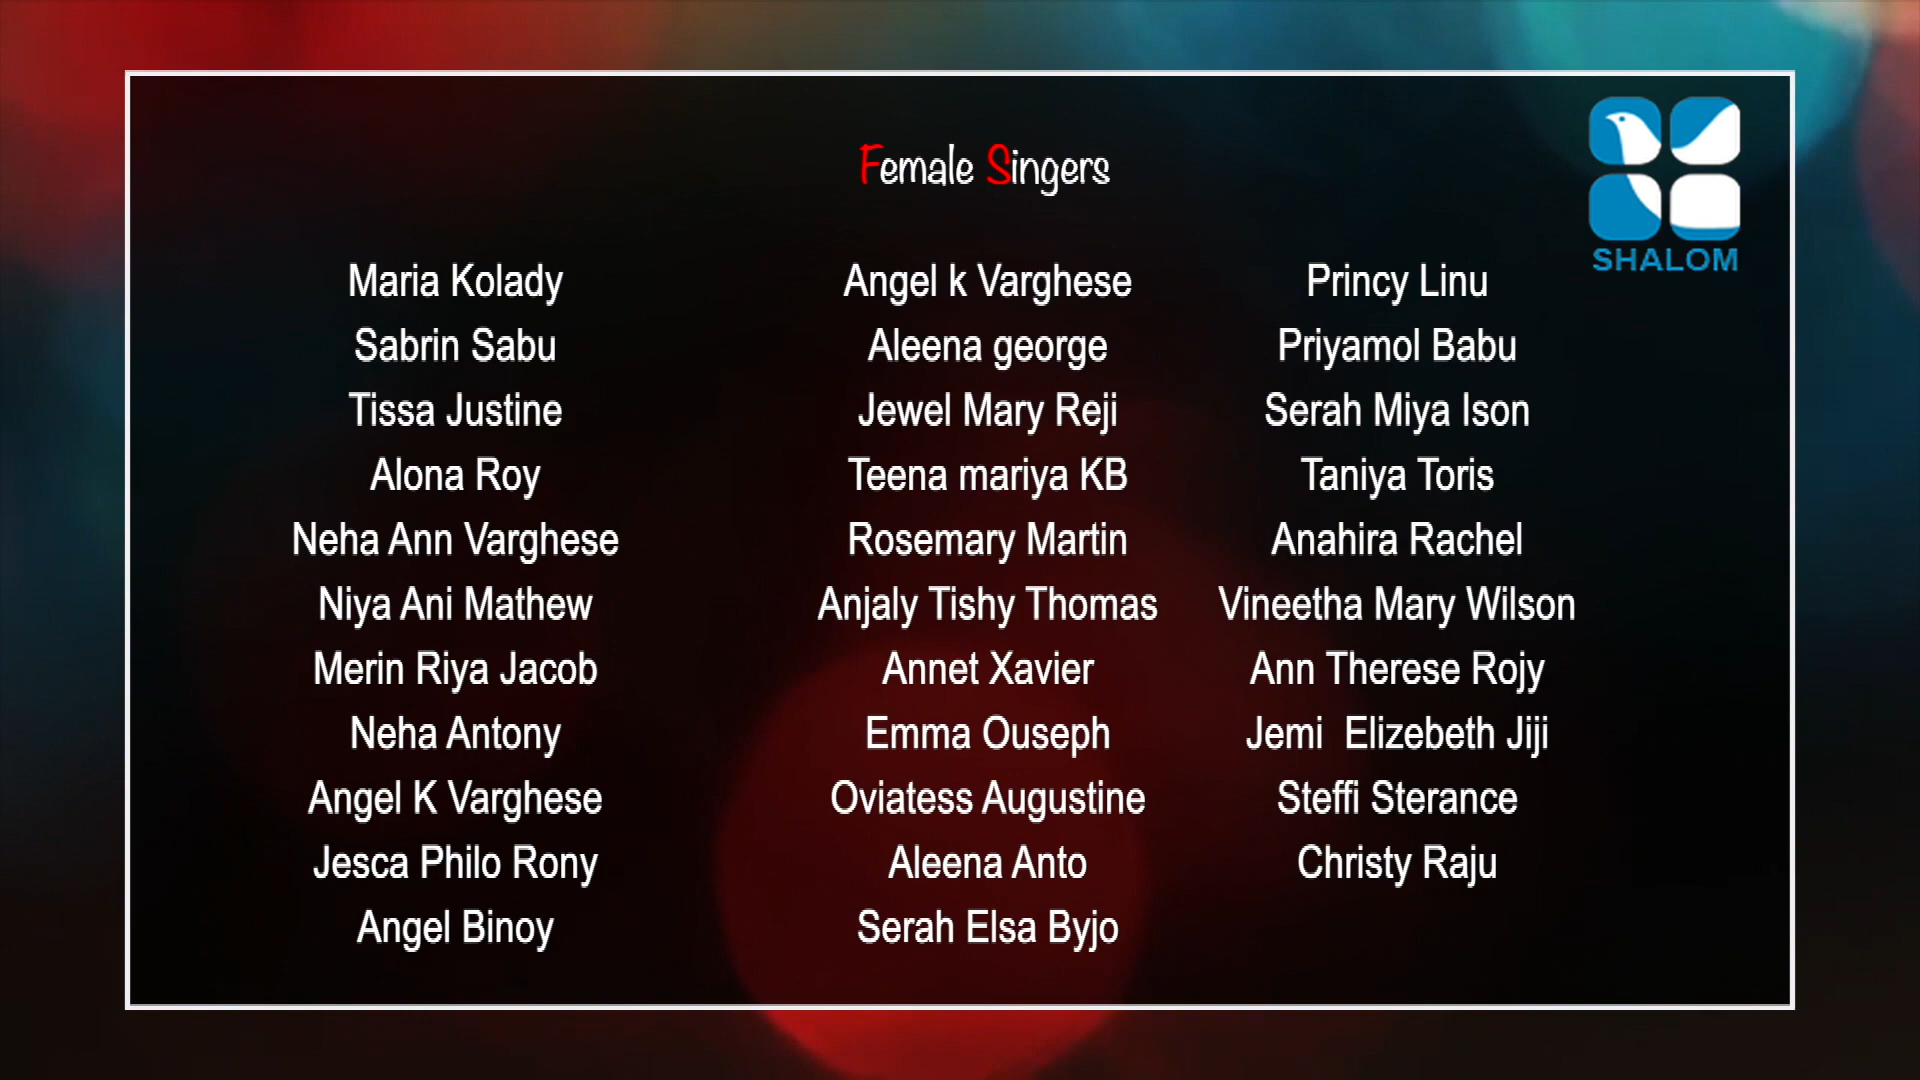 Female Singers
SHALOM
Maria Kolady
Sabrin Sabu
Tissa Justine
Alona Roy
Neha Ann Varghese
Niya Ani Mathew
Merin Riya Jacob
Neha Antony
Angel K Varghese
Jesca Philo Rony
Angel Binoy
Angel k Varghese
Aleena george
Jewel Mary Reji
Teena mariya KB
Rosemary Martin
Anjaly Tishy Thomas
Annet Xavier
Emma Ouseph
Oviatess Augustine
Aleena Anto
Serah Elsa Byjo
Princy Linu
Priyamol Babu
Serah Miya Ison
Taniya Toris
Anahira Rachel
Vineetha Mary Wilson
Ann Therese Rojy
Jemi  Elizebeth Jiji
Steffi Sterance
Christy Raju